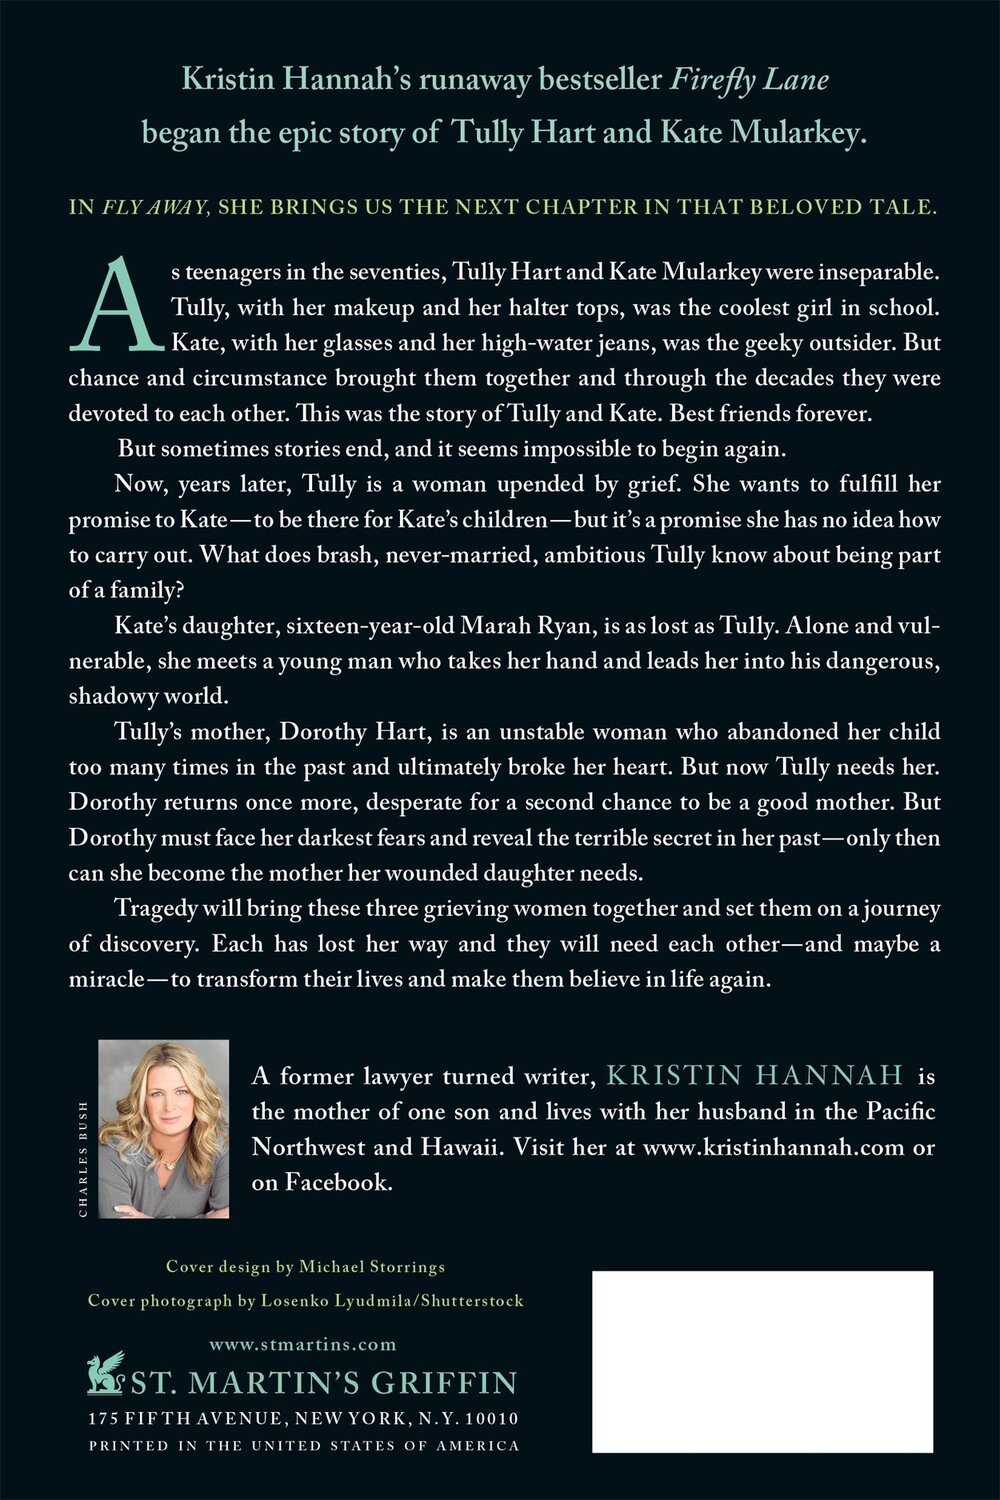 Kristin Hannah’s runaway bestseller Firefly Lane
began the epic story of Tully Hart and Kate Mularkey.
IN FLY AWAY, SHE BRINGS US THE NEXT CHAPTER IN THAT BELOVED TALE.
As teenagers in the seventies, Tully Hart and Kate Mularkey were inseparable.
Tully, with her makeup and her halter tops, was the coolest girl in school.
Kate, with her glasses and her high-water jeans, was the geeky outsider. But
chance and circumstance brought them together and through the decades they were
devoted to each other. This was the story of Tully and Kate. Best friends forever.
But sometimes stories end, and it seems impossible to begin again.
Now, years later, Tully is a woman upended by grief. She wants to fulfill her
promise to Kate—to be there for Kate’s children—but it’s a promise she has no idea how
to carry out. What does brash, never-married, ambitious Tully know about being part
of a family?
Kate’s daughter, sixteen-year-old Marah Ryan, is as lost as Tully. Alone and vul-
nerable, she meets a young man who takes her hand and leads her into his dangerous,
shadowy world.
Tully’s mother, Dorothy Hart, is an unstable woman who abandoned her child
too many times in the past and ultimately broke her heart. But now Tully needs her.
Dorothy returns once more, desperate for a second chance to be a good mother. But
Dorothy must face her darkest fears and reveal the terrible secret in her past—only then
can she become the mother her wounded daughter needs.
Tragedy will bring these three grieving women together and set them on a journey
of discovery. Each has lost her way and they will need each other—and maybe a
miracle—to transform their lives and make them believe in life again.
CHARLES BUSH
A former lawyer turned writer, KRISTIN HANNAH is
the mother of one son and lives with her husband in the Pacific
Northwest and Hawaii. Visit her at www.kristinhannah.com or
on Facebook.
Cover design by Michael Storrings
Cover photograph by Losenko Lyudmila/Shutterstock
www.stmartins.com
ST. MARTIN’S GRIFFIN
175 FIFTH AVENUE, NEW YORK, N.Y. 10010
PRINTED IN THE UNITED STATES OF AMERICA